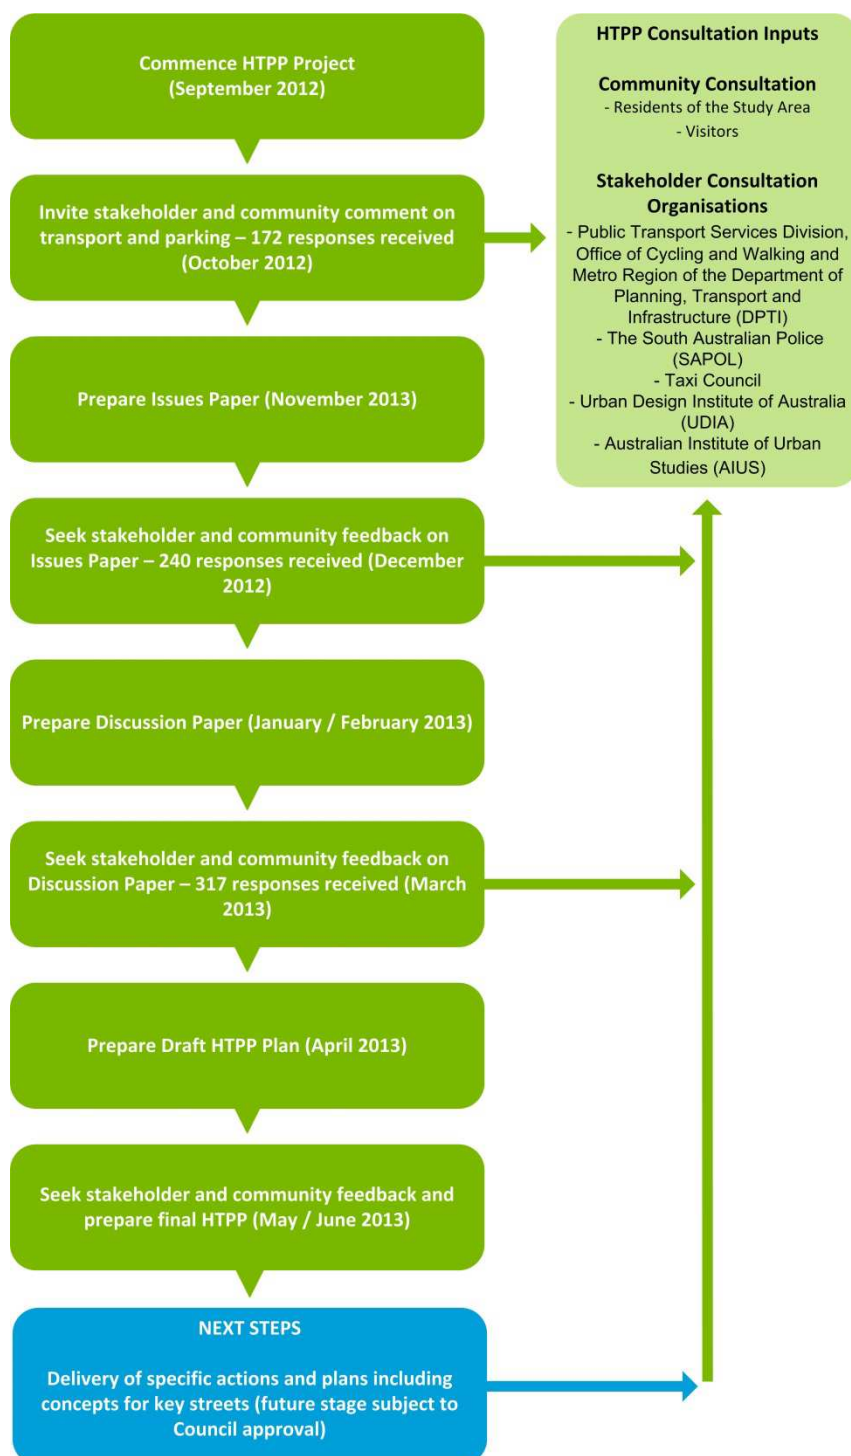 Commence HTPP Project
(September 2012)
Invite stakeholder and community comment on
transport and parking – 172 responses received
(October 2012)
Prepare Issues Paper (November 2013)
Seek stakeholder and community feedback on
Issues Paper – 240 responses received (December
2012)
Prepare Discussion Paper (January / February 2013)
Seek stakeholder and community feedback on
Discussion Paper – 317 responses received (March
2013)
Prepare Draft HTPP Plan (April 2013)
Seek stakeholder and community feedback and
prepare final HTPP (May / June 2013)
NEXT STEPS
Delivery of specific actions and plans including
concepts for key streets (future stage subject to
Council approval)
HTPP Consultation Inputs
Community Consultation
- Residents of the Study Area
- Visitors
Stakeholder Consultation
Organisations
- Public Transport Services Division,
Office of Cycling and Walking and
Metro Region of the Department of
Planning, Transport and
Infrastructure (DPTI)
- The South Australian Police
(SAPOL)
- Taxi Council
- Urban Design Institute of Australia
(UDIA)
- Australian Institute of Urban
Studies (AIUS)